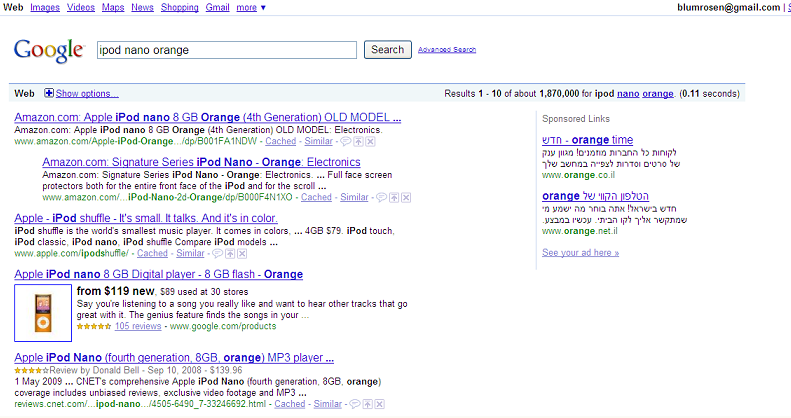 Web Images Videos Maps News Shopping Gmail more ▼ blumrosen@gmail.com | S
Google ipod nano orange Search Advanced Search
Web Show options... Results 1 - 10 of about 1,870,000 for ipod nano orange. (0.11 seconds)
Amazon.com: Apple iPod nano 8 GB Orange (4th Generation) OLD MODEL ...
Amazon.com: Apple iPod nano 8 GB Orange (4th Generation) OLD MODEL: Electronics.
www.amazon.com/Apple-iPod-Orange.../dp/B001FA1NDW - Cached - Similar -
Amazon.com: Signature Series iPod Nano - Orange: Electronics
Amazon.com: Signature Series iPod Nano - Orange: Electronics. ... Full face screen
protectors both for the entire front face of the iPod and for the scroll ...
www.amazon.com/...iPod-Nano-2d-Orange/dp/B000F4N1XO - Cached - Similar -
Apple - iPod shuffle - It's small. It talks. And it's in color.
iPod shuffle is the world's smallest music player. It comes in colors, ... 4GB $79. iPod touch,
iPod classic, iPod nano, iPod shuffle Compare iPod models ...
www.apple.com/ipodshuffle/ - Cached - Similar -
Apple iPod nano 8 GB Digital player - 8 GB flash - Orange
from $119 new, $89 used at 30 stores
Say you're listening to a song you really like and want to hear other tracks that go
great with it. The genius feature finds the songs in your ...
105 reviews - www.google.com/products
Apple iPod Nano (fourth generation, 8GB, orange) MP3 player ...
Review by Donald Bell - Sep 10, 2008 - $139.96
1 May 2009 ... CNET's comprehensive Apple iPod Nano (fourth generation, 8GB, orange)
coverage includes unbiased reviews, exclusive video footage and MP3 ...
reviews.cnet.com/...ipod-nano.../4505-6490_7-33246692.html - Cached - Similar -
Sponsored Links
orange time - חדש
לקוחות כל החברות מוזמנים! מגוון ענק
של סרטים וסדרות לצפייה במחשב שלך
www.orange.co.il
הטלפון הקווי של orange
חדש בישראל! אתה בוחר מה ישמע מי
שמתקשר אליך לקו הביתי. עכשיו במבצע.
www.orange.net.il
See your ad here »